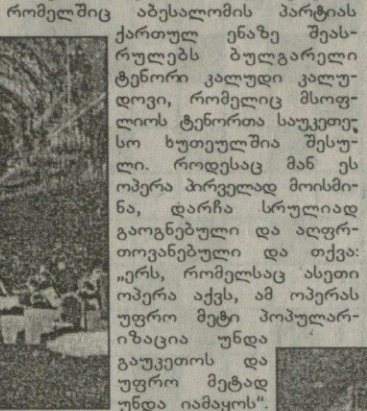 რომელშიც აბესალომის პარტიას
ქართულ ენაზე შეას-
რულებს ბულგარელი
ტენორი კალუდი კალუ-
დოვი, რომელიც მსოფ-
ლიოს ტენორთა საუკეთე-
სო ხუთეულშია შესუ-
ლი. როდესაც მან ეს
ოპერა პირველად მოისმი-
ნა, დარჩა სრულიად
გაოგნებული და აღფრ-
თოვანებული და თქვა:
„ერს, რომელსაც ასეთი
ოპერა აქვს, ამ ოპერას
უფრო მეტი პოპულარ-
იზაცია უნდა
გაუკეთოს და
უფრო მეტად
უნდა იამაყოს".